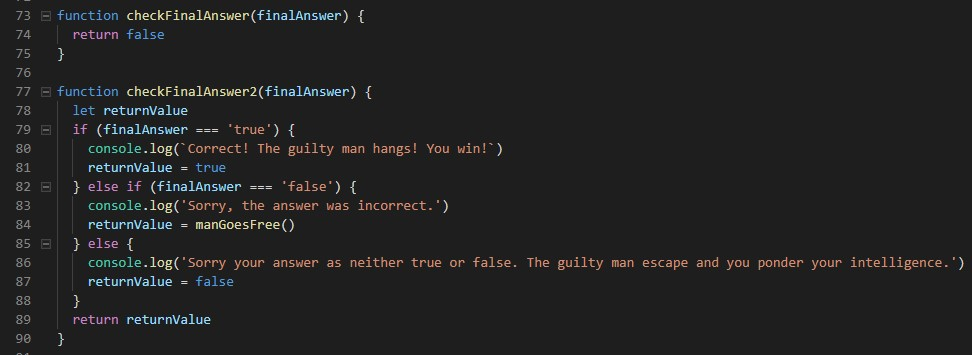 73 function checkFinalAnswer(finalAnswer) {
74 return false
75 }
76
77 function checkFinalAnswer2(finalAnswer) {
78 let returnValue
79 if (finalAnswer === 'true') {
80 console.log(`Correct! The guilty man hangs! You win!`)
81 returnValue = true
82 } else if (finalAnswer === 'false') {
83 console.log('Sorry, the answer was incorrect.')
84 returnValue = manGoesFree()
85 } else {
86 console.log('Sorry your answer as neither true or false. The guilty man escape and you ponder your intelligence.')
87 returnValue = false
88 }
89 return returnValue
90 }